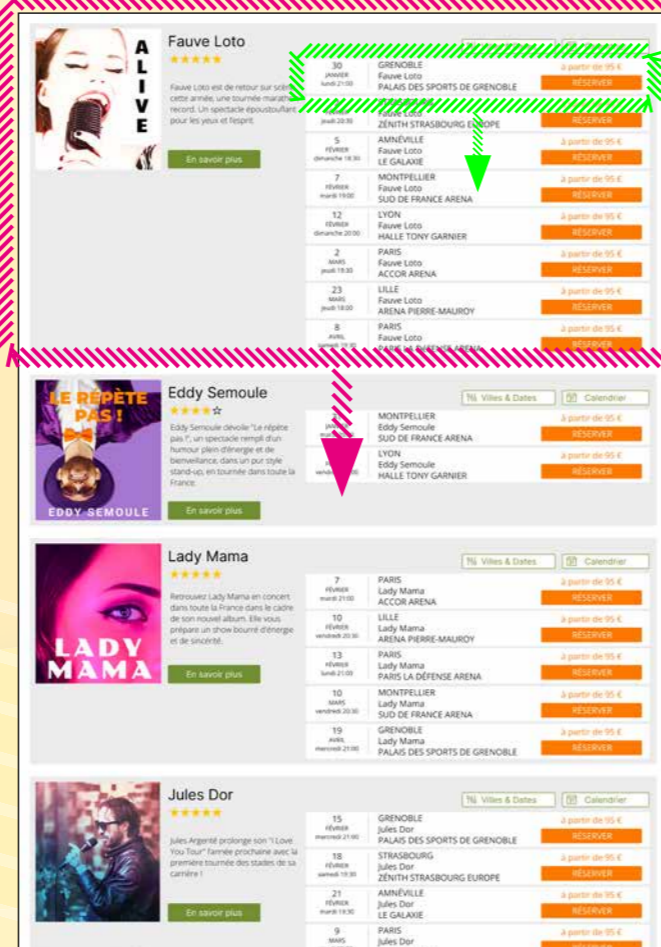 ALIVE
Fauve Loto
Fauve Loto est de retour sur scène
cette année, une tournée marathon
record. Un spectacle époustouflant
pour les yeux et l'esprit.
En savoir plus
30
JANVIER
lundi 21:00
GRENOBLE
Fauve Loto
PALAIS DES SPORTS DE GRENOBLE
à partir de 95 €
RÉSERVER
jeudi 20:30
Fauve Loto
ZÉNITH STRASBOURG EUROPE
à partir de 95 €
RÉSERVER
5
FÉVRIER
dimanche 18:30
AMNÉVILLE
Fauve Loto
LE GALAXIE
à partir de 95 €
RÉSERVER
7
FÉVRIER
mardi 19:00
MONTPELLIER
Fauve Loto
SUD DE FRANCE ARENA
à partir de 95 €
RÉSERVER
12
FÉVRIER
dimanche 20:00
LYON
Fauve Loto
HALLE TONY GARNIER
à partir de 95 €
RÉSERVER
2
MARS
jeudi 19:30
PARIS
Fauve Loto
ACCOR ARENA
à partir de 95 €
RÉSERVER
23
MARS
jeudi 18:00
LILLE
Fauve Loto
ARENA PIERRE-MAUROY
à partir de 95 €
RÉSERVER
8
AVRIL
samedi 19:30
PARIS
Fauve Loto
PARIS LA DÉFENSE ARENA
à partir de 95 €
RÉSERVER
LE RÉPÈTE
PAS !
EDDY SEMOULE
Eddy Semoule
Eddy Semoule dévoile "Le répète
pas !", un spectacle rempli d'un
humour plein d'énergie et de
bienveillance, dans un pur style
stand-up, en tournée dans toute la
France.
En savoir plus
Villes & Dates
Calendrier
MONTPELLIER
Eddy Semoule
SUD DE FRANCE ARENA
à partir de 95 €
RÉSERVER
LYON
Eddy Semoule
HALLE TONY GARNIER
à partir de 95 €
RÉSERVER
LADY
MAMA
Lady Mama
Retrouvez Lady Mama en concert
dans toute la France dans le cadre
de son nouvel album. Elle vous
prépare un show bourré d'énergie
et de sincérité.
En savoir plus
Villes & Dates
Calendrier
7
FÉVRIER
mardi 21:00
PARIS
Lady Mama
ACCOR ARENA
à partir de 95 €
RÉSERVER
10
FÉVRIER
vendredi 20:30
LILLE
Lady Mama
ARENA PIERRE-MAUROY
à partir de 95 €
RÉSERVER
13
FÉVRIER
lundi 21:00
PARIS
Lady Mama
PARIS LA DÉFENSE ARENA
à partir de 95 €
RÉSERVER
10
MARS
vendredi 20:30
MONTPELLIER
Lady Mama
SUD DE FRANCE ARENA
à partir de 95 €
RÉSERVER
19
AVRIL
mercredi 21:00
GRENOBLE
Lady Mama
PALAIS DES SPORTS DE GRENOBLE
à partir de 95 €
RÉSERVER
Jules Dor
Jules Argenté prolonge son "I Love
You Tour" l'année prochaine avec la
première tournée des stades de sa
carrière !
En savoir plus
Villes & Dates
Calendrier
15
FÉVRIER
mercredi 21:00
GRENOBLE
Jules Dor
PALAIS DES SPORTS DE GRENOBLE
à partir de 95 €
RÉSERVER
18
FÉVRIER
samedi 19:30
STRASBOURG
Jules Dor
ZÉNITH STRASBOURG EUROPE
à partir de 95 €
RÉSERVER
21
FÉVRIER
mardi 19:30
AMNÉVILLE
Jules Dor
LE GALAXIE
à partir de 95 €
RÉSERVER
9
MARS
PARIS
Jules Dor
à partir de 95 €